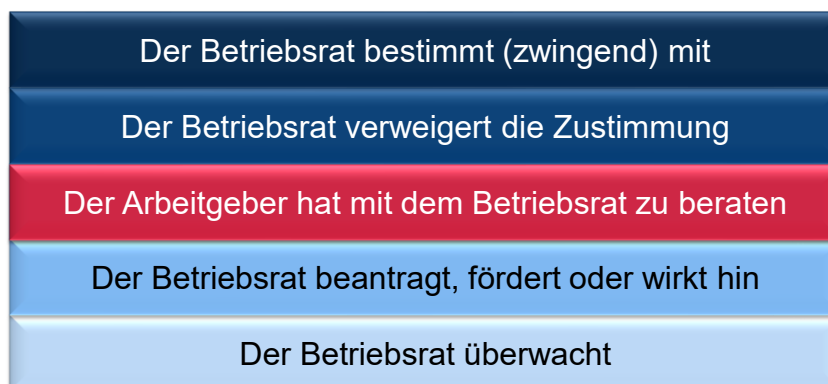 Der Betriebsrat bestimmt (zwingend) mit
Der Betriebsrat verweigert die Zustimmung
Der Arbeitgeber hat mit dem Betriebsrat zu beraten
Der Betriebsrat beantragt, fördert oder wirkt hin
Der Betriebsrat überwacht